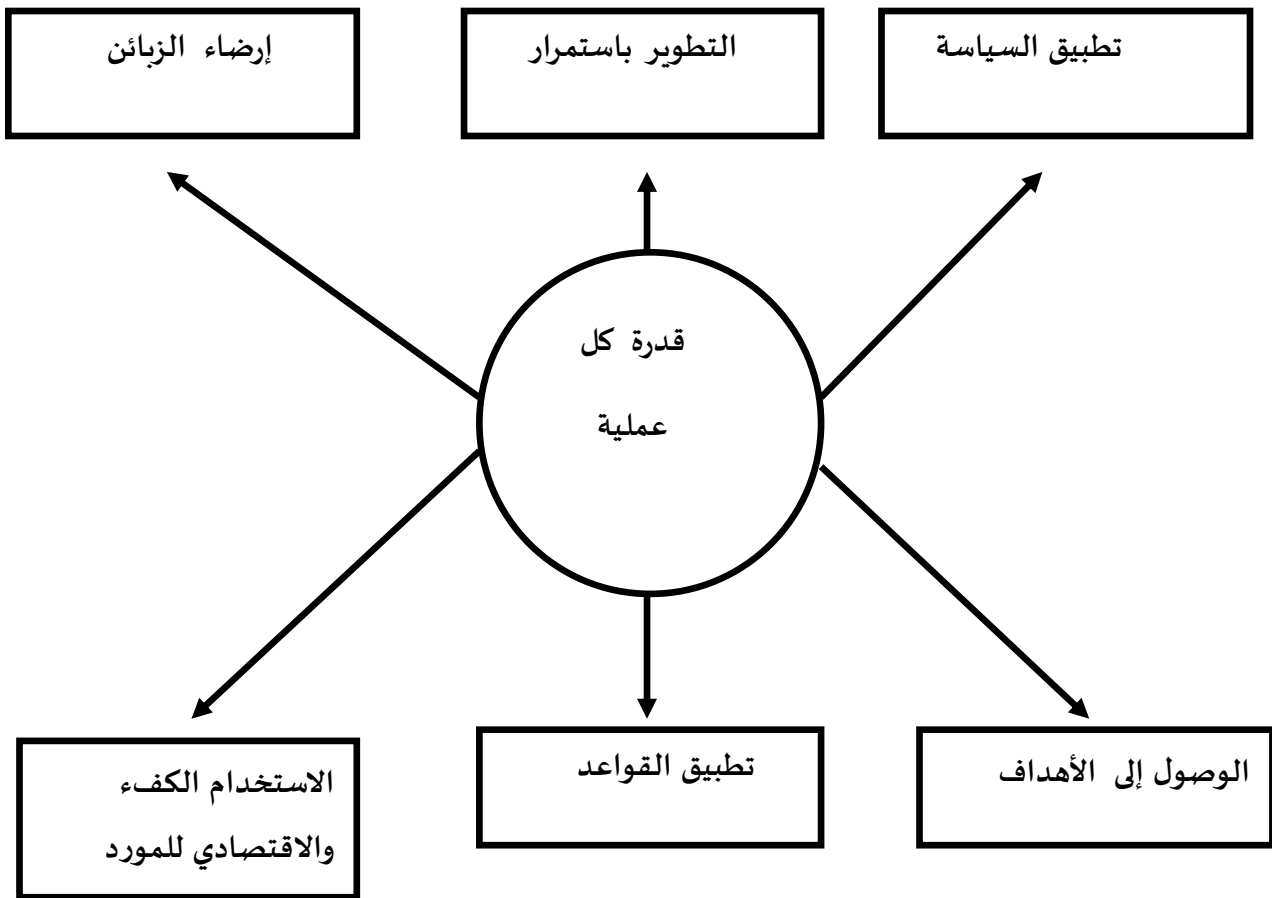 تطبيق السياسة
التطوير باستمرار
إرضاء الزبائن
قدرة كل
عملية
الوصول إلى الأهداف
تطبيق القواعد
الاستخدام الكفء
والاقتصادي للمورد